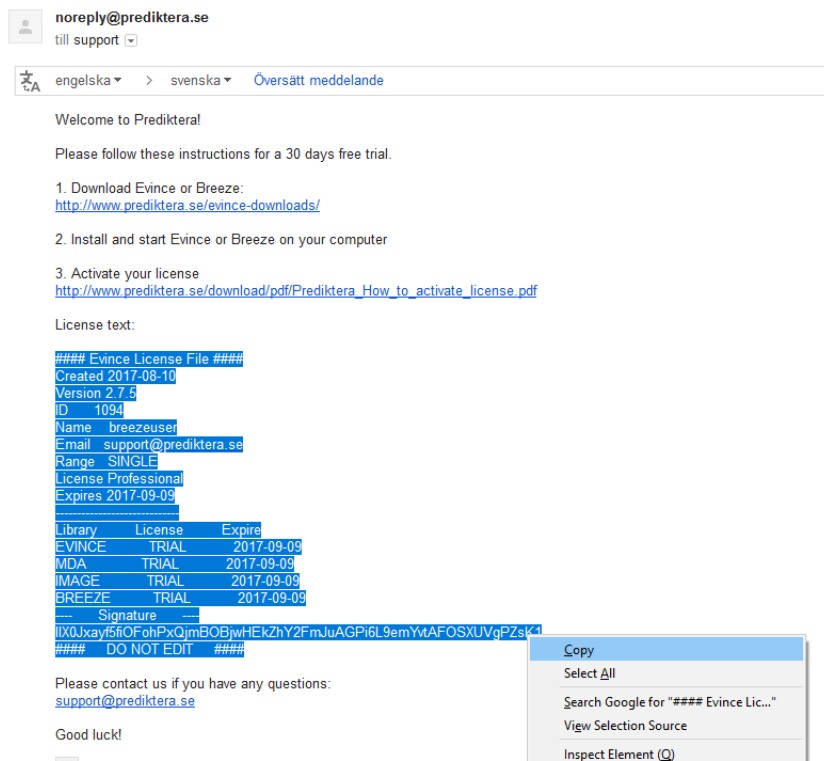 noreply@prediktera.se
till support
engelska > svenska Översätt meddelande
Welcome to Prediktera!
Please follow these instructions for a 30 days free trial.
1. Download Evince or Breeze:
http://www.prediktera.se/evince-downloads/
2. Install and start Evince or Breeze on your computer
3. Activate your license
http://www.prediktera.se/download/pdf/Prediktera_How_to_activate_license.pdf
License text:
#### Evince License File ####
Created 2017-08-10
Version 2.7.5
ID 1094
Name breezeuser
Email support@prediktera.se
Range SINGLE
License Professional
Expires 2017-09-09
-----------------------------
Library License Expire
EVINCE TRIAL 2017-09-09
MDA TRIAL 2017-09-09
IMAGE TRIAL 2017-09-09
BREEZE TRIAL 2017-09-09
---- Signature ----
#### DO NOT EDIT ####
Copy
Select All
Search Google for "#### Evince Lic..."
View Selection Source
Inspect Element (Q)
Please contact us if you have any questions:
support@prediktera.se
Good luck!